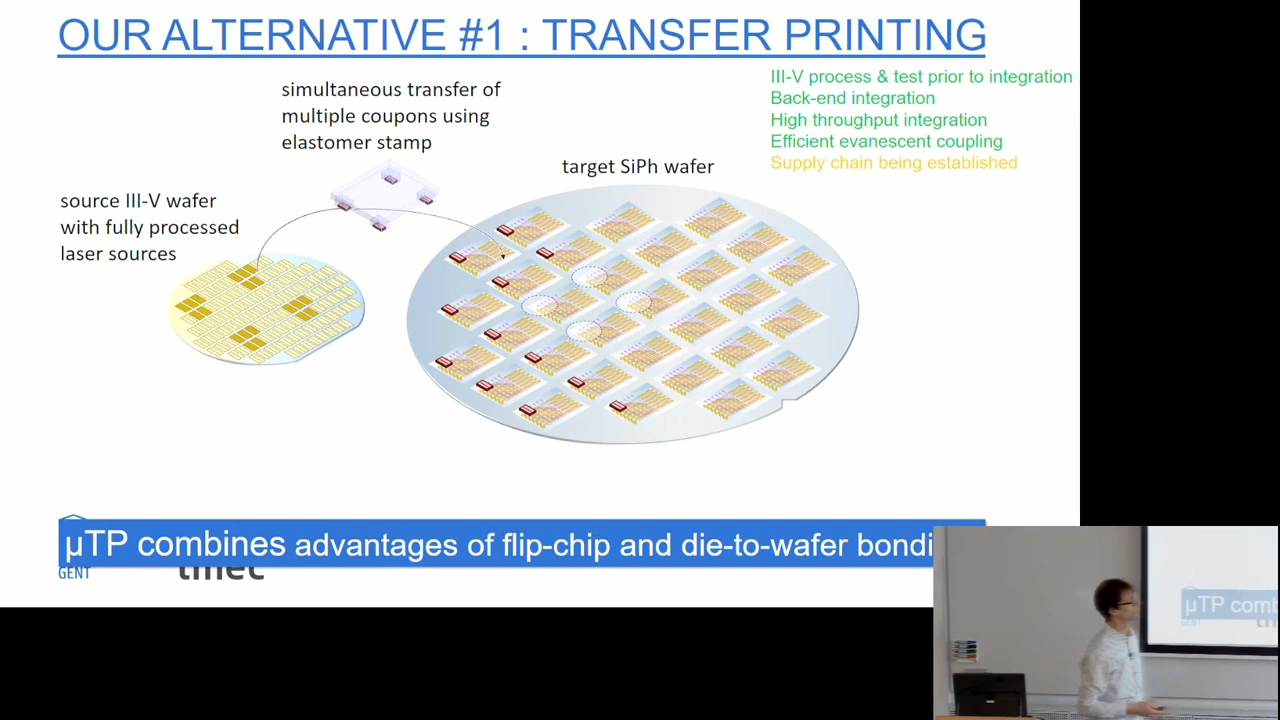 OUR ALTERNATIVE #1 : TRANSFER PRINTING
III-V process & test prior to integration
Back-end integration
High throughput integration
Efficient evanescent coupling
Supply chain being established
simultaneous transfer of
multiple coupons using
elastomer stamp
target SiPh wafer
source III-V wafer
with fully processed
laser sources
µTP combines advantages of flip-chip and die-to-wafer bondi
GENT
imec
µTP comb